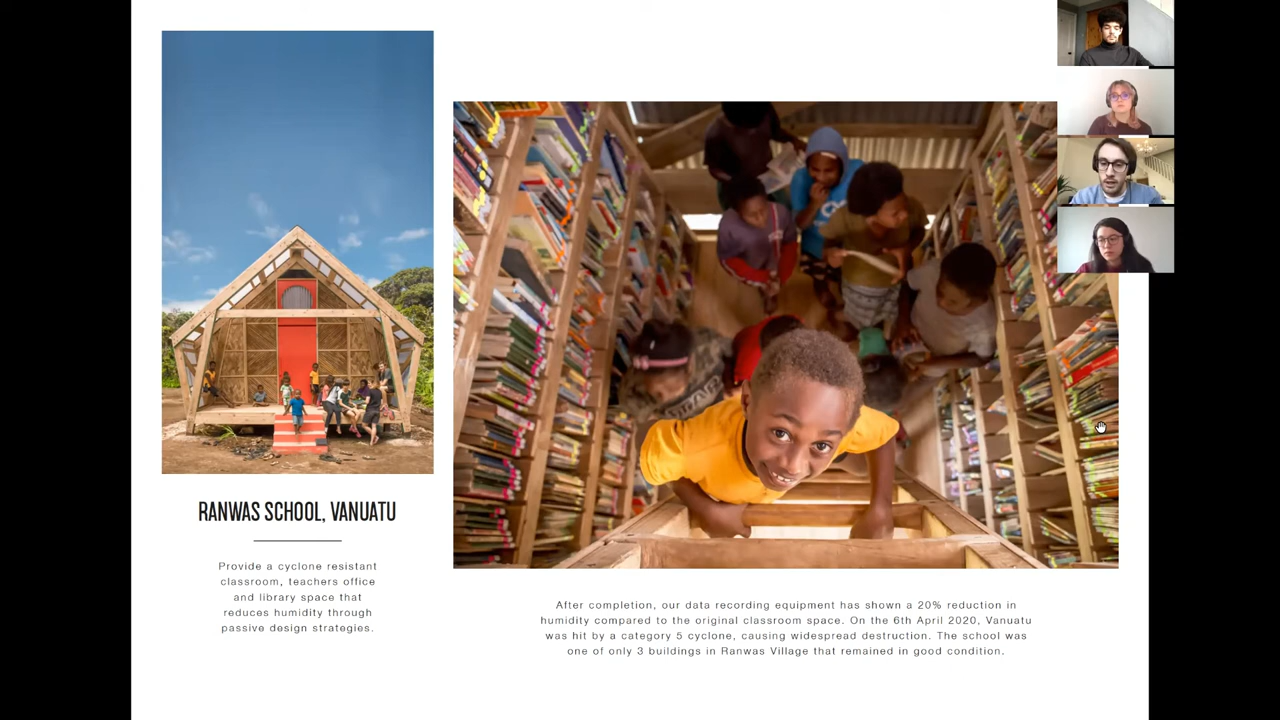 RANWAS SCHOOL, VANUATU
Provide a cyclone resistant
classroom, teachers office
and library space that
reduces humidity through
passive design strategies.
After completion, our data recording equipment has shown a 20% reduction in
humidity compared to the original classroom space. On the 6th April 2020, Vanuatu
was hit by a category 5 cyclone, causing widespread destruction. The school was
one of only 3 buildings in Ranwas Village that remained in good condition.